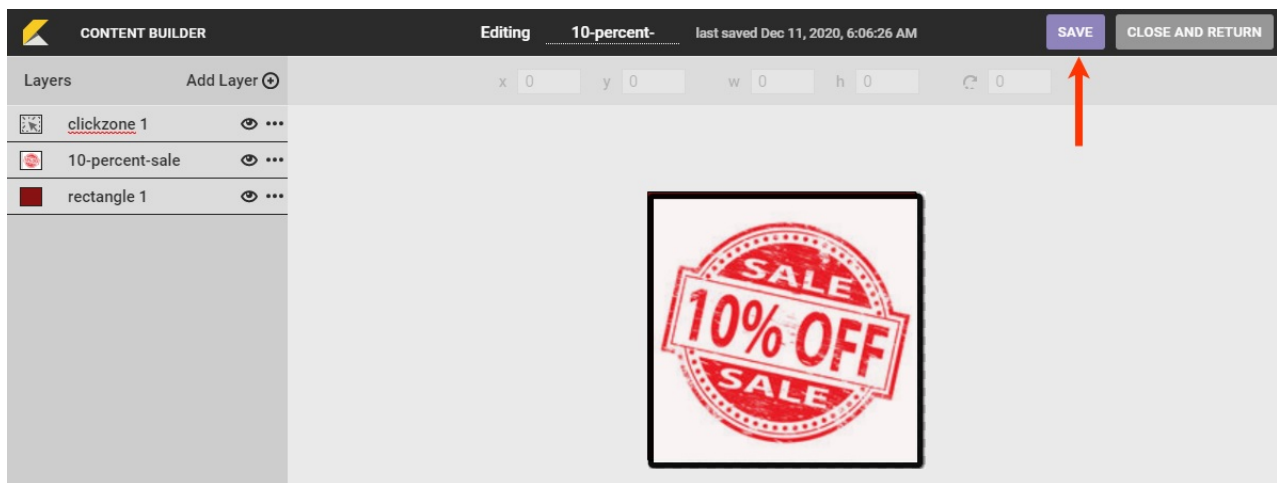 CONTENT BUILDER Editing 10-percent- last saved Dec 11, 2020, 6:06:26 AM SAVE CLOSE AND RETURN
Layers Add Layer x 0 y 0 w 0 h 0 0
clickzone 1
10-percent-sale
rectangle 1
SALE
10% OFF
SALE